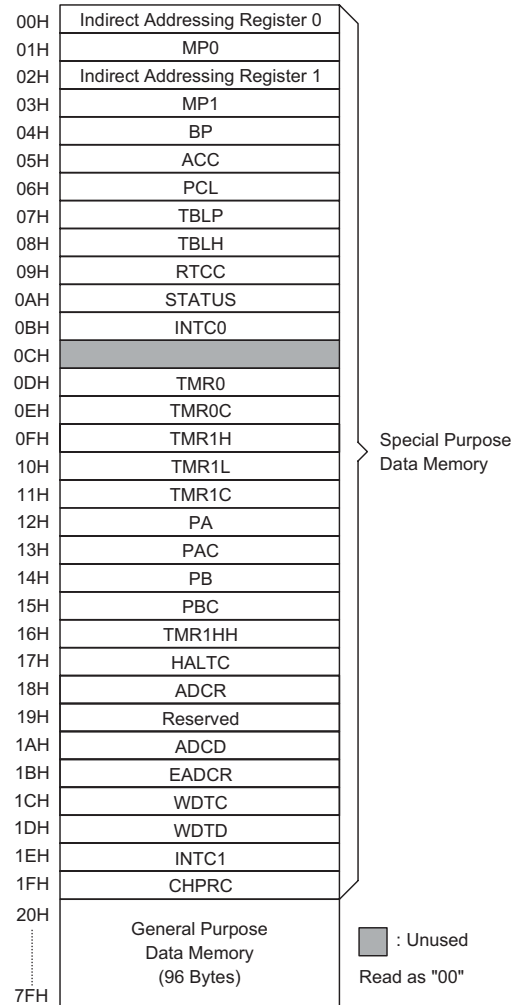 00H Indirect Addressing Register 0
01H MP0
02H Indirect Addressing Register 1
03H MP1
04H BP
05H ACC
06H PCL
07H TBLP
08H TBLH
09H RTCC
0AH STATUS
0BH INTC0
0CH
0DH TMR0
0EH TMR0C
0FH TMR1H
10H TMR1L
11H TMR1C
12H PA
13H PAC
14H PB
15H PBC
16H TMR1HH
17H HALTC
18H ADCR
19H Reserved
1AH ADCD
1BH EADCR
1CH WDTC
1DH WDTD
1EH INTC1
1FH CHPRC
Special Purpose
Data Memory
20H
General Purpose
Data Memory
(96 Bytes)
7FH
: Unused
Read as "00"